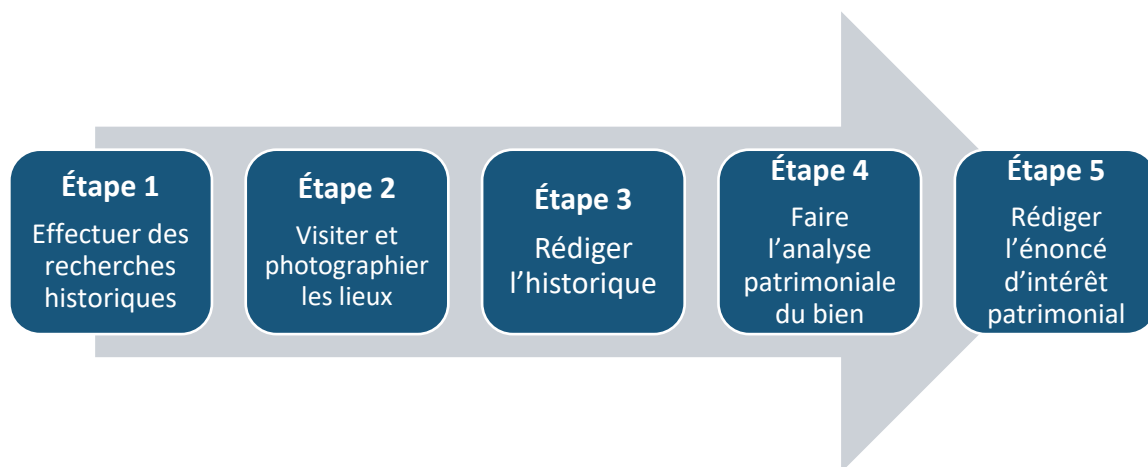 Étape 1
Effectuer des
recherches
historiques
Étape 2
Visiter et
photographier
les lieux
Étape 3
Rédiger
l’historique
Étape 4
Faire
l’analyse
patrimoniale
du bien
Étape 5
Rédiger
l’énoncé
d’intérêt
patrimonial